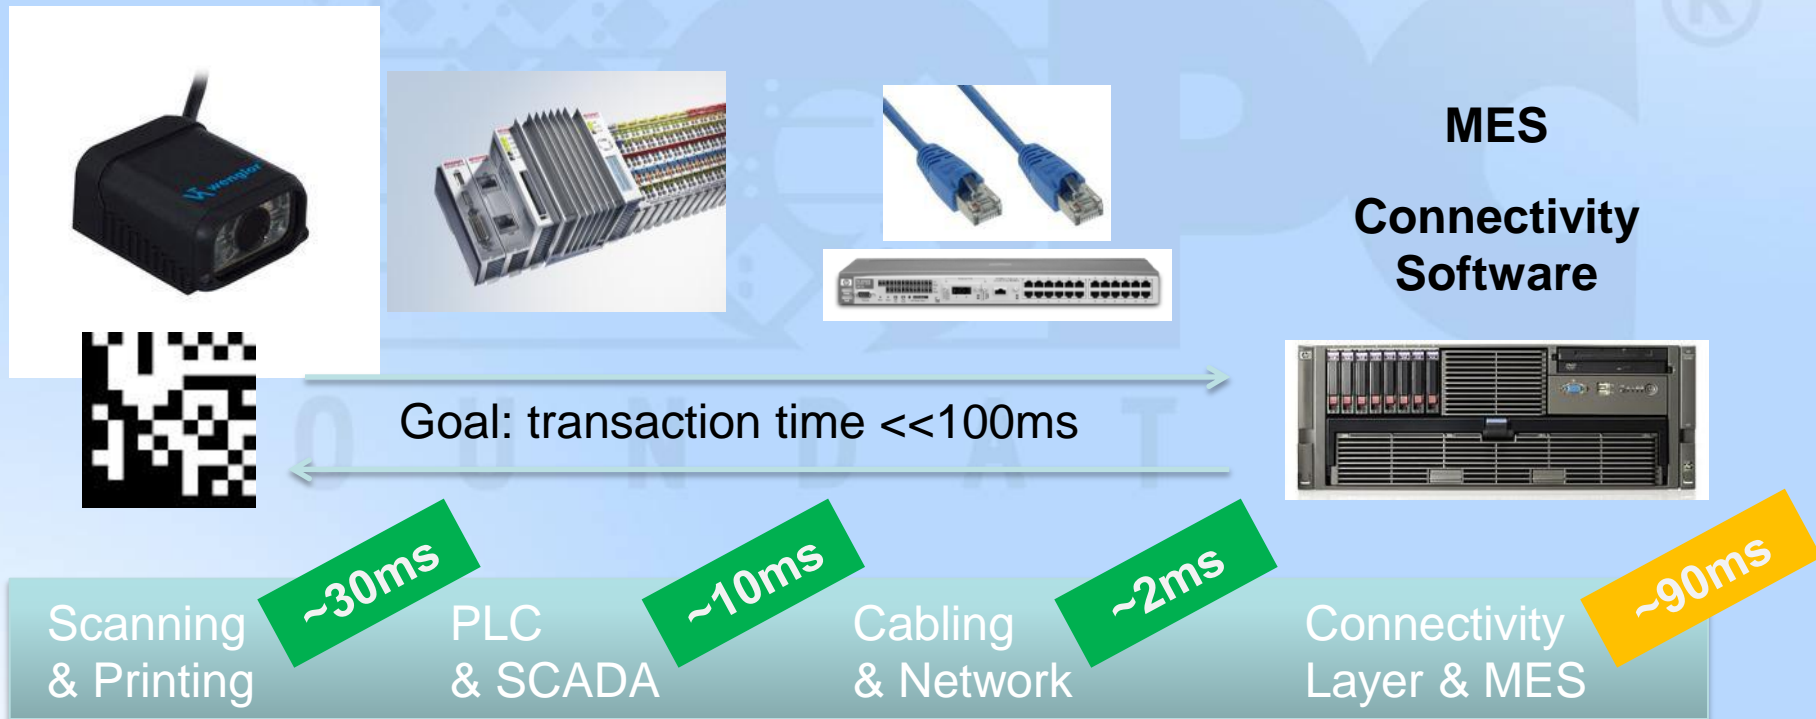 ®
wenglor
MES
Connectivity
Software
Goal: transaction time <<100ms
O U N D A T
~30ms
~10ms
~2ms
~90ms
Scanning
& Printing
PLC
& SCADA
Cabling
& Network
Connectivity
Layer & MES